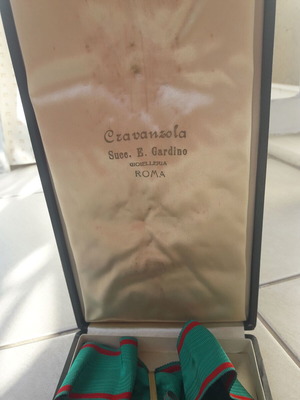 Cravanzola
Succ. E. Gardino
GIOIELLERIA
ROMA